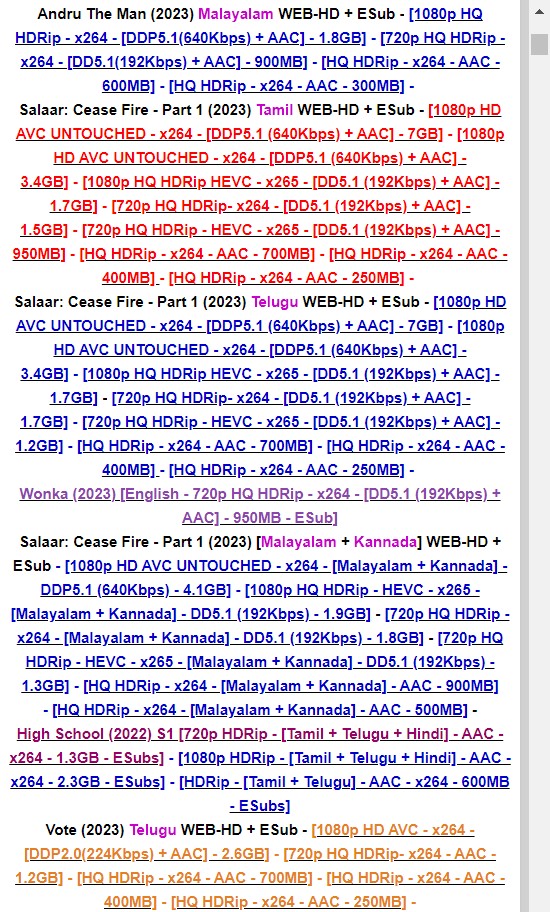 Andru The Man (2023) Malayalam WEB-HD + ESub - [1080p HQ
HDRip - x264 - [DDP5.1(640Kbps) + AAC] - 1.8GB] - [720p HQ HDRip -
x264 - [DD5.1(192Kbps) + AAC] - 900MB] - [HQ HDRip - x264 - AAC -
600MB] - [HQ HDRip - x264 - AAC - 300MB] -
Salaar: Cease Fire - Part 1 (2023) Tamil WEB-HD + ESub - [1080p HD
AVC UNTOUCHED - x264 - [DDP5.1 (640Kbps) + AAC] - 7GB] - [1080p
HD AVC UNTOUCHED - x264 - [DDP5.1 (640Kbps) + AAC] -
3.4GB] - [1080p HQ HDRip HEVC - x265 - [DD5.1 (192Kbps) + AAC] -
1.7GB] - [720p HQ HDRip- x264 - [DD5.1 (192Kbps) + AAC] -
1.5GB] - [720p HQ HDRip - HEVC - x265 - [DD5.1 (192Kbps) + AAC] -
950MB] - [HQ HDRip - x264 - AAC - 700MB] - [HQ HDRip - x264 - AAC -
400MB] - [HQ HDRip - x264 - AAC - 250MB] -
Salaar: Cease Fire - Part 1 (2023) Telugu WEB-HD + ESub - [1080p HD
AVC UNTOUCHED - x264 - [DDP5.1 (640Kbps) + AAC] - 7GB] - [1080p
HD AVC UNTOUCHED - x264 - [DDP5.1 (640Kbps) + AAC] -
3.4GB] - [1080p HQ HDRip HEVC - x265 - [DD5.1 (192Kbps) + AAC] -
1.7GB] - [720p HQ HDRip- x264 - [DD5.1 (192Kbps) + AAC] -
1.7GB] - [720p HQ HDRip - HEVC - x265 - [DD5.1 (192Kbps) + AAC] -
1.2GB] - [HQ HDRip - x264 - AAC - 700MB] - [HQ HDRip - x264 - AAC -
400MB] - [HQ HDRip - x264 - AAC - 250MB] -
Wonka (2023) [English - 720p HQ HDRip - x264 - [DD5.1 (192Kbps) +
AAC] - 950MB - ESub]
Salaar: Cease Fire - Part 1 (2023) [Malayalam + Kannada] WEB-HD +
ESub - [1080p HD AVC UNTOUCHED - x264 - [Malayalam + Kannada] -
DDP5.1 (640Kbps) - 4.1GB] - [1080p HQ HDRip - HEVC - x265 -
[Malayalam + Kannada] - DD5.1 (192Kbps) - 1.9GB] - [720p HQ HDRip -
x264 - [Malayalam + Kannada] - DD5.1 (192Kbps) - 1.8GB] - [720p HQ
HDRip - HEVC - x265 - [Malayalam + Kannada] - DD5.1 (192Kbps) -
1.3GB] - [HQ HDRip - x264 - [Malayalam + Kannada] - AAC - 900MB]
- [HQ HDRip - x264 - [Malayalam + Kannada] - AAC - 500MB] -
High School (2022) S1 [720p HDRip - [Tamil + Telugu + Hindi] - AAC -
x264 - 1.3GB - ESubs] - [1080p HDRip - [Tamil + Telugu + Hindi] - AAC -
x264 - 2.3GB - ESubs] - [HDRip - [Tamil + Telugu] - AAC - x264 - 600MB
- ESubs]
Vote (2023) Telugu WEB-HD + ESub - [1080p HD AVC - x264 -
[DDP2.0(224Kbps) + AAC] - 2.6GB] - [720p HQ HDRip- x264 - AAC -
1.2GB] - [HQ HDRip - x264 - AAC - 700MB] - [HQ HDRip - x264 - AAC -
400MB] - [HQ HDRip - x264 - AAC - 250MB] -